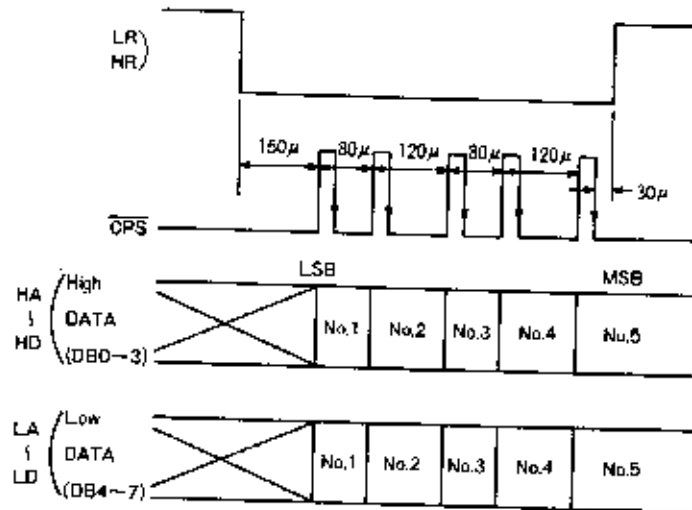 LR
HR
150μ 80μ 120μ 80μ 120μ
30μ
CPS
LSB MSB
HA
~
HD
High
DATA
(DB0~3)
No.1 No.2 No.3 No.4 No.5
LA
~
LD
Low
DATA
(DB4~7)
No.1 No.2 No.3 No.4 No.5